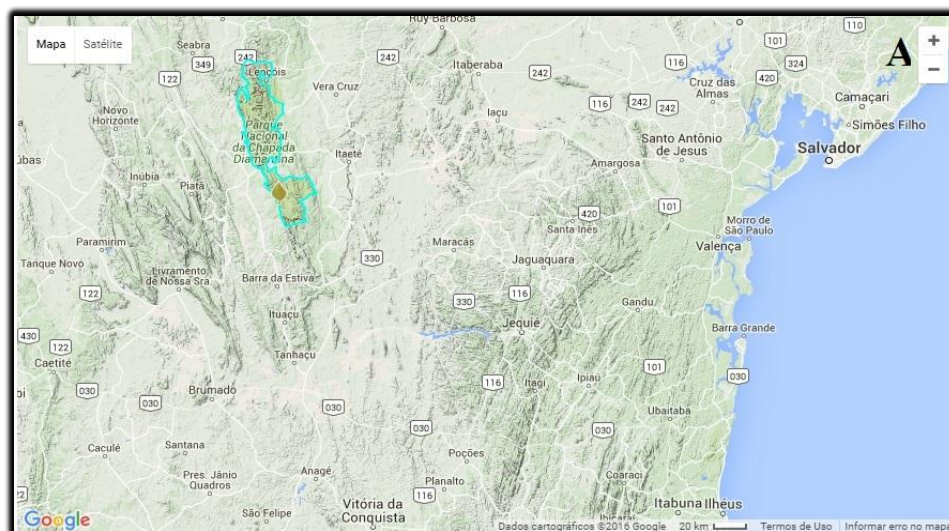 Mapa
Satélite
Seabra
242
349
122
Lençóis
Ruy Barbosa
Itaberaba
242
Vera Cruz
Novo
Horizonte
Parque
Nacional
da Chapada
Diamantina
Iaçu
116
101
116
324
110
A
+
−
Cruz das
Almas
420
Camaçari
116
242
101
Simões Filho
Santo Antônio
de Jesus
Salvador
Itaeté
Amargosa
Inúbia
Piatã
101
420
Santa Inês
Morro de
São Paulo
Valença
Paramirim
Tanque Novo
Livramento
de Nossa Sra.
330
Maracás
Jaguaquara
Barra da Estiva
122
116
330
Gandu
Ituaçu
Jequié
Barra Grande
430
122
Caetité
Tanhaçu
101
030
116
Itagi
Ipiaú
030
Brumado
030
030
Ubaitaba
030
030
Caculé
Santana
Poções
Anagé
Pres. Jânio
Quadros
Planalto
Coaraci
116
Vitória da
Conquista
São Felipe
Itabuna
Ilhéus
Google
Dados cartográficos ©2016 Google
20 km
Termos de Uso
Informar erro no map